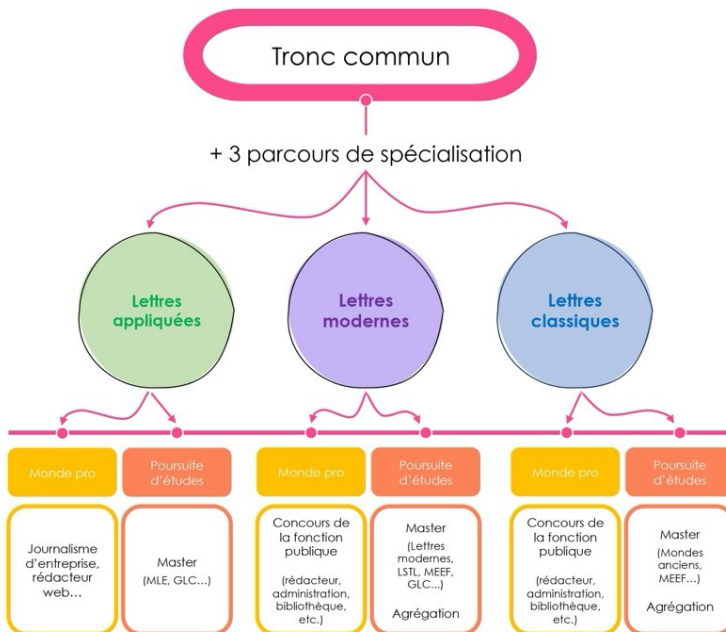 Tronc commun
+ 3 parcours de spécialisation
Lettres
appliquées
Lettres
modernes
Lettres
classiques
Monde pro
Poursuite
d'études
Monde pro
Poursuite
d'études
Monde pro
Poursuite
d'études
Journalisme
d'entreprise,
rédacteur
web…
Master
(MLE, GLC…)
Concours de
la fonction
publique
(rédacteur,
administration,
bibliothèque,
etc.)
Master
(Lettres
modernes,
LSTL, MEEF,
GLC...)
Agrégation
Concours de
la fonction
publique
(rédacteur,
administration,
bibliothèque,
etc.)
Master
(Mondes
anciens,
MEEF…)
Agrégation